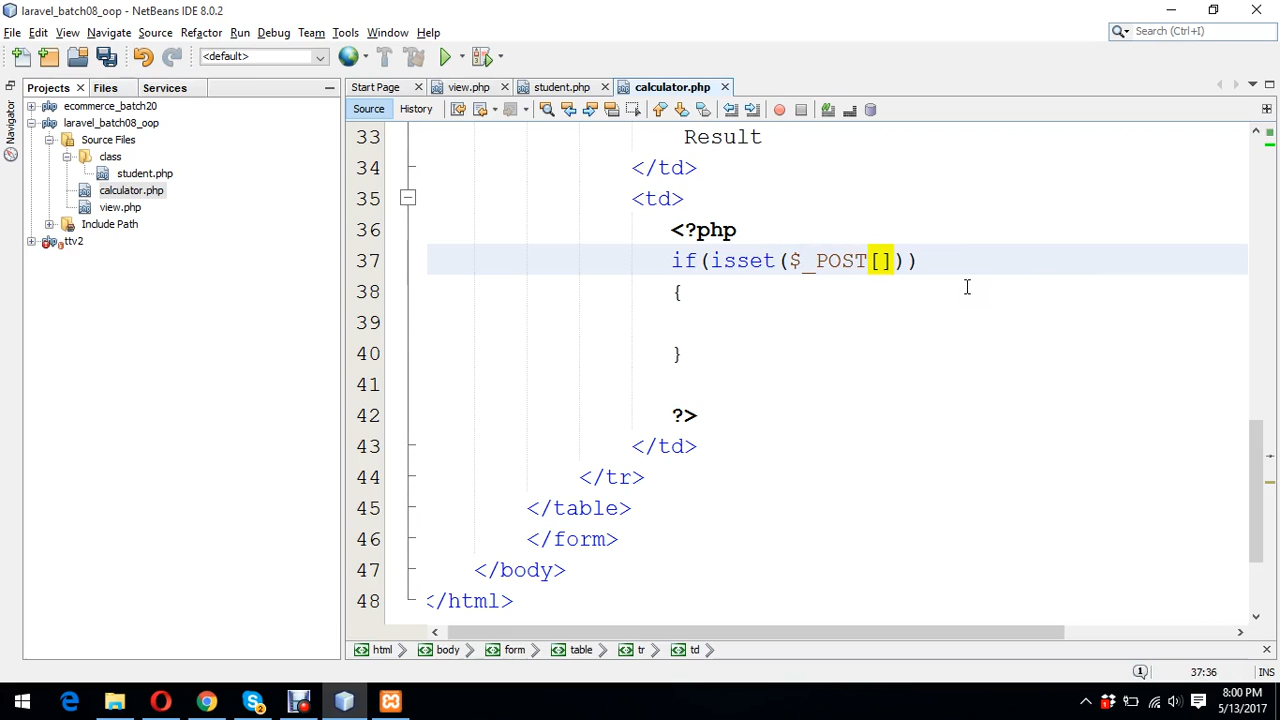 laravel_batch08_oop - NetBeans IDE 8.0.2
File Edit View Navigate Source Refactor Run Debug Team Tools Window Help
Search (Ctrl+I)
<default>
Projects Files Services
Start Page view.php student.php calculator.php
Navigator
Source History
ecommerce_batch20
laravel_batch08_oop
Source Files
class
student.php
calculator.php
view.php
Include Path
ttv2
33 Result
34 </td>
35 <td>
36 <?php
37 if(isset($_POST[]))
38 {
39
40 }
41
42 ?>
43 </td>
44 </tr>
45 </table>
46 </form>
47 </body>
48 </html>
html body form table tr td
1 37:36 INS
8:00 PM
5/13/2017